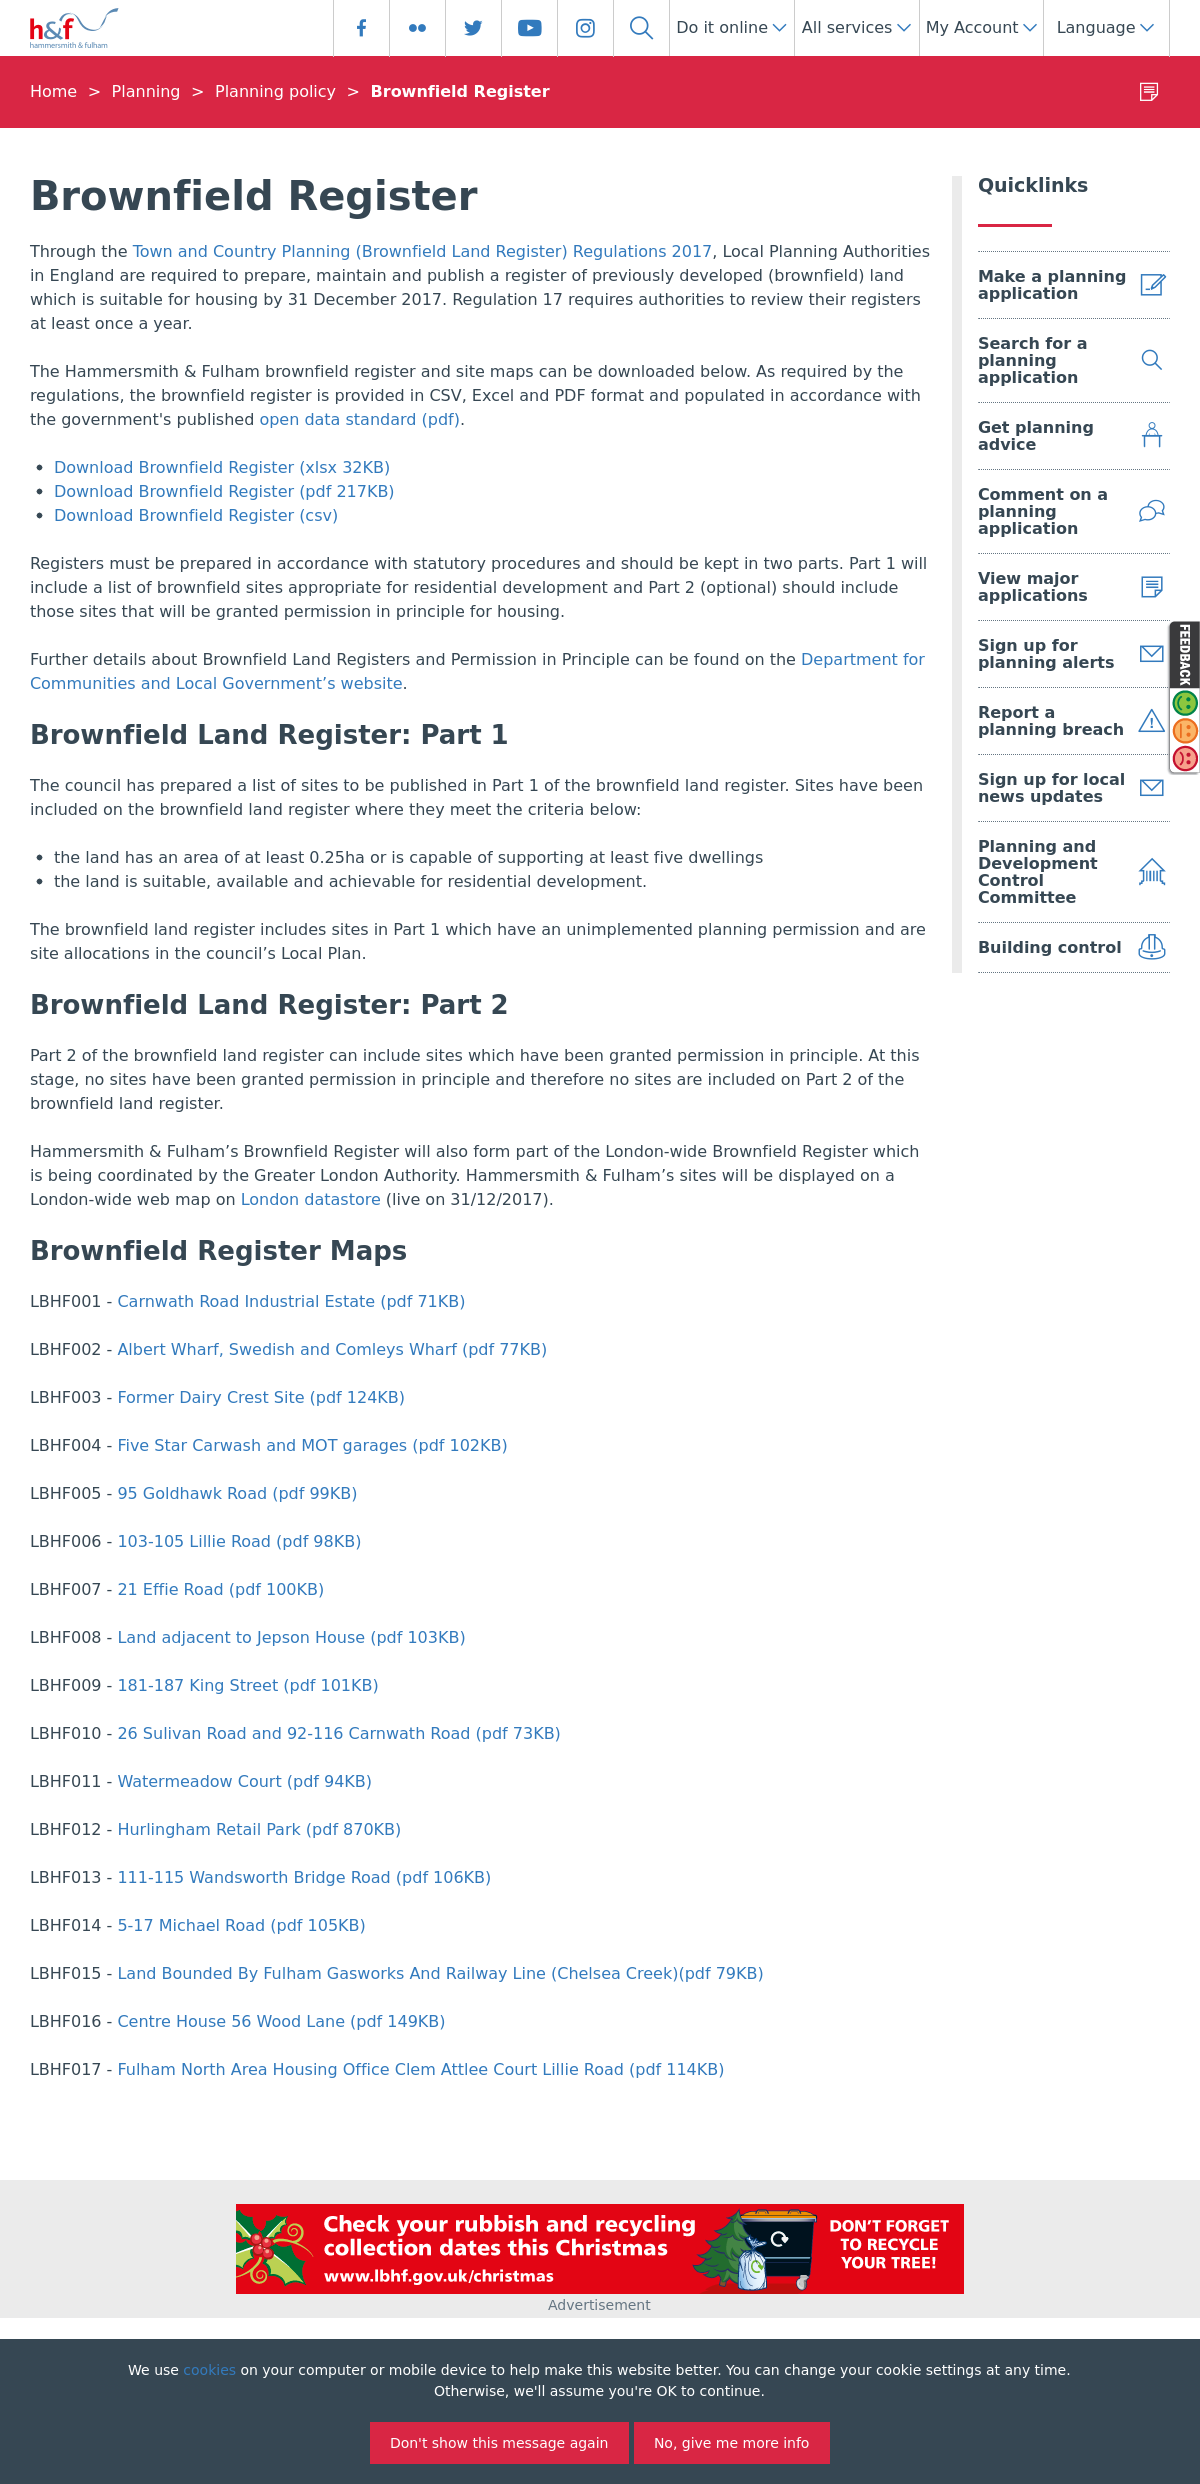 h&f
hammersmith & fulham
Do it online
All services
My Account
Language
Home > Planning > Planning policy > Brownfield Register
Brownfield Register
Through the Town and Country Planning (Brownfield Land Register) Regulations 2017, Local Planning Authorities
in England are required to prepare, maintain and publish a register of previously developed (brownfield) land
which is suitable for housing by 31 December 2017. Regulation 17 requires authorities to review their registers
at least once a year.
The Hammersmith & Fulham brownfield register and site maps can be downloaded below. As required by the
regulations, the brownfield register is provided in CSV, Excel and PDF format and populated in accordance with
the government's published open data standard (pdf).
• Download Brownfield Register (xlsx 32KB)
• Download Brownfield Register (pdf 217KB)
• Download Brownfield Register (csv)
Registers must be prepared in accordance with statutory procedures and should be kept in two parts. Part 1 will
include a list of brownfield sites appropriate for residential development and Part 2 (optional) should include
those sites that will be granted permission in principle for housing.
Further details about Brownfield Land Registers and Permission in Principle can be found on the Department for
Communities and Local Government’s website.
Brownfield Land Register: Part 1
The council has prepared a list of sites to be published in Part 1 of the brownfield land register. Sites have been
included on the brownfield land register where they meet the criteria below:
• the land has an area of at least 0.25ha or is capable of supporting at least five dwellings
• the land is suitable, available and achievable for residential development.
The brownfield land register includes sites in Part 1 which have an unimplemented planning permission and are
site allocations in the council’s Local Plan.
Brownfield Land Register: Part 2
Part 2 of the brownfield land register can include sites which have been granted permission in principle. At this
stage, no sites have been granted permission in principle and therefore no sites are included on Part 2 of the
brownfield land register.
Hammersmith & Fulham’s Brownfield Register will also form part of the London-wide Brownfield Register which
is being coordinated by the Greater London Authority. Hammersmith & Fulham’s sites will be displayed on a
London-wide web map on London datastore (live on 31/12/2017).
Brownfield Register Maps
LBHF001 - Carnwath Road Industrial Estate (pdf 71KB)
LBHF002 - Albert Wharf, Swedish and Comleys Wharf (pdf 77KB)
LBHF003 - Former Dairy Crest Site (pdf 124KB)
LBHF004 - Five Star Carwash and MOT garages (pdf 102KB)
LBHF005 - 95 Goldhawk Road (pdf 99KB)
LBHF006 - 103-105 Lillie Road (pdf 98KB)
LBHF007 - 21 Effie Road (pdf 100KB)
LBHF008 - Land adjacent to Jepson House (pdf 103KB)
LBHF009 - 181-187 King Street (pdf 101KB)
LBHF010 - 26 Sulivan Road and 92-116 Carnwath Road (pdf 73KB)
LBHF011 - Watermeadow Court (pdf 94KB)
LBHF012 - Hurlingham Retail Park (pdf 870KB)
LBHF013 - 111-115 Wandsworth Bridge Road (pdf 106KB)
LBHF014 - 5-17 Michael Road (pdf 105KB)
LBHF015 - Land Bounded By Fulham Gasworks And Railway Line (Chelsea Creek)(pdf 79KB)
LBHF016 - Centre House 56 Wood Lane (pdf 149KB)
LBHF017 - Fulham North Area Housing Office Clem Attlee Court Lillie Road (pdf 114KB)
Quicklinks
Make a planning
application
Search for a
planning
application
Get planning
advice
Comment on a
planning
application
View major
applications
Sign up for
planning alerts
Report a
planning breach
Sign up for local
news updates
Planning and
Development
Control
Committee
Building control
FEEDBACK
Check your rubbish and recycling
collection dates this Christmas
www.lbhf.gov.uk/christmas
DON'T FORGET
TO RECYCLE
YOUR TREE!
Advertisement
We use cookies on your computer or mobile device to help make this website better. You can change your cookie settings at any time.
Otherwise, we'll assume you're OK to continue.
Don't show this message again
No, give me more info